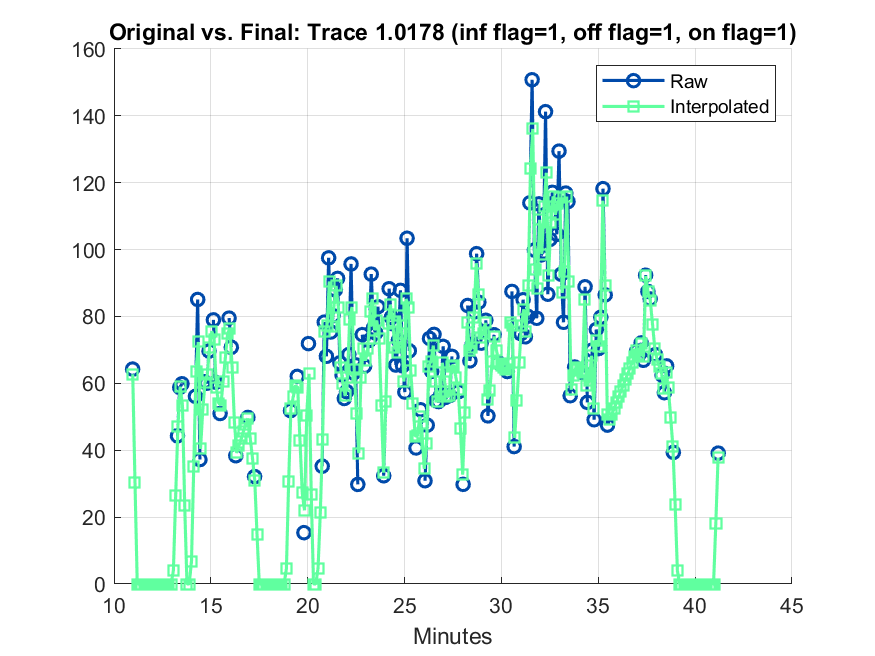 Original vs. Final: Trace 1.0178 (inf flag=1, off flag=1, on flag=1)
160
140
120
100
80
60
40
20
0
Raw
Interpolated
10 15 20 25 30 35 40 45
Minutes